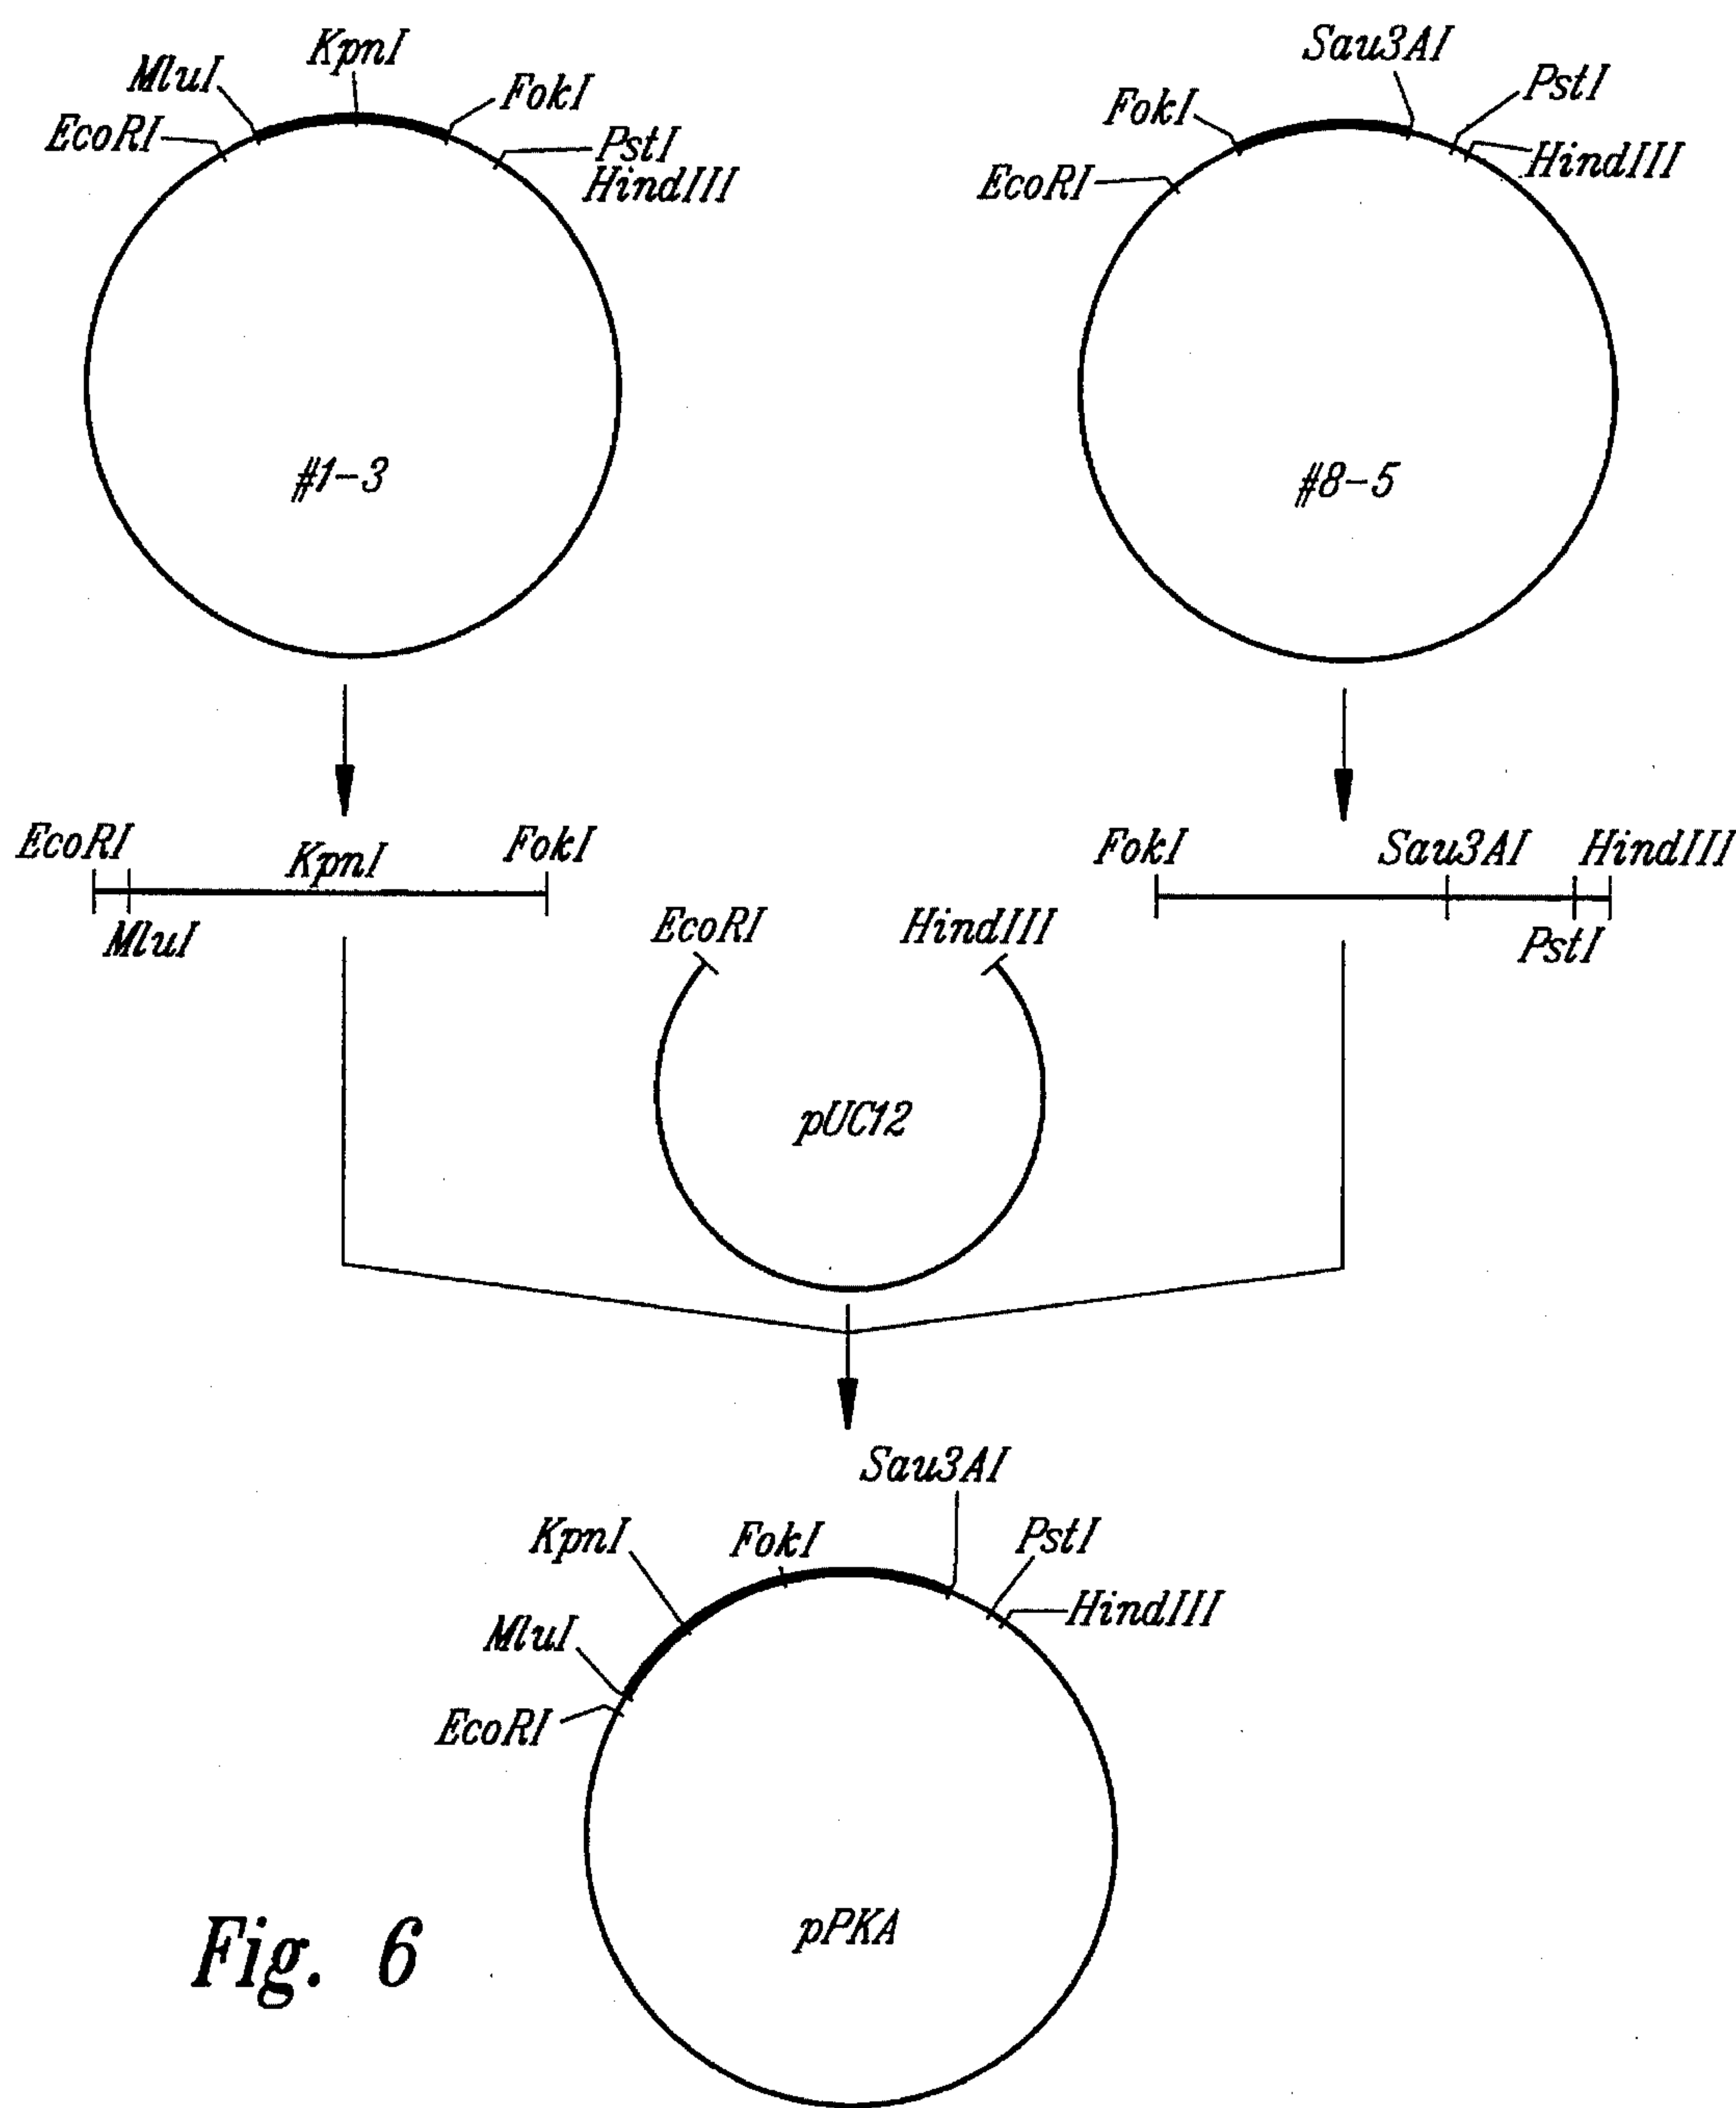 MluI
KpnI
FokI
EcoRI
PstI
HindIII
#1-3
Sau3AI
FokI
PstI
HindIII
EcoRI
#8-5
EcoRI
KpnI
FokI
MluI
FokI
Sau3AI
HindIII
PstI
EcoRI
HindIII
pUC12
Sau3AI
KpnI
FokI
PstI
HindIII
MluI
EcoRI
pPKA
Fig. 6